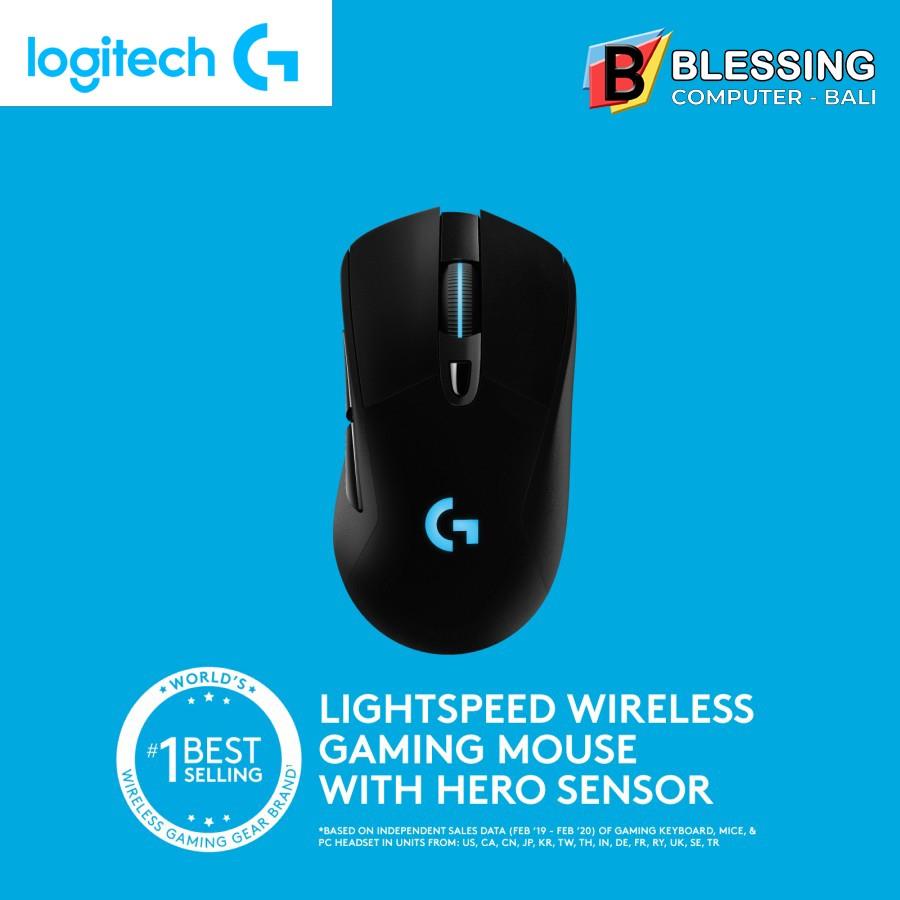 logitech G
B BLESSING
COMPUTER - BALI
G
WORLD'S
#1 BEST
SELLING
WIRELESS GAMING GEAR BRAND¹
LIGHTSPEED WIRELESS
GAMING MOUSE
WITH HERO SENSOR
*BASED ON INDEPENDENT SALES DATA (FEB '19 - FEB '20) OF GAMING KEYBOARD, MICE, &
PC HEADSET IN UNITS FROM: US, CA, CN, JP, KR, TW, TH, IN, DE, FR, RY, UK, SE, TR